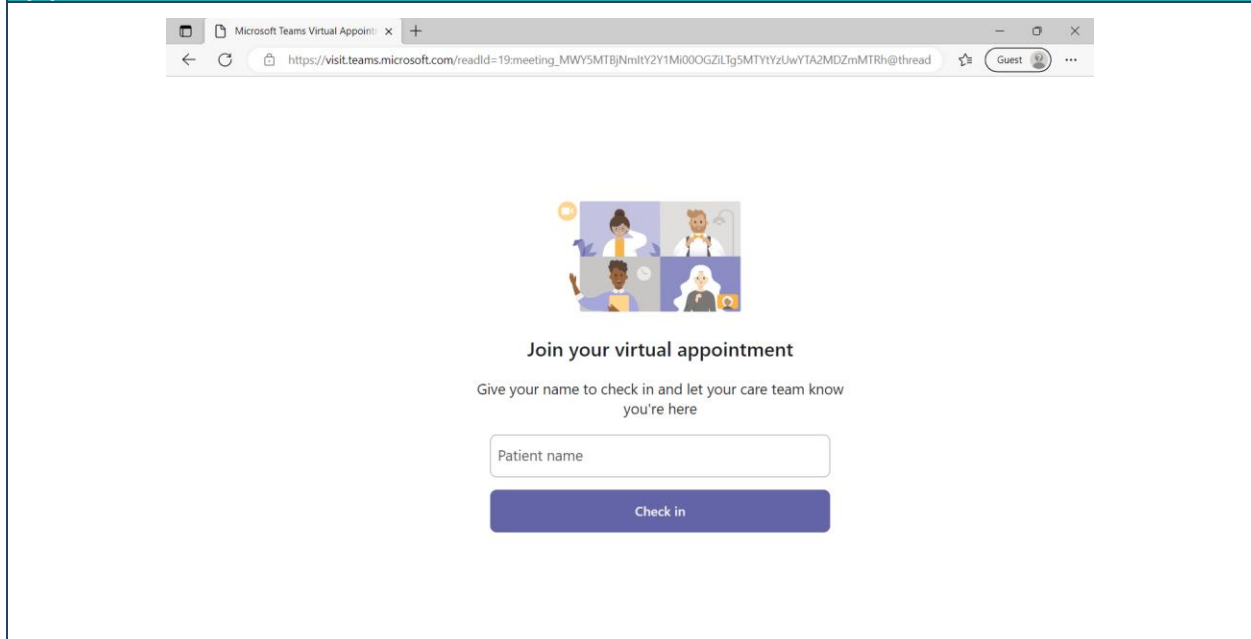 Microsoft Teams Virtual Appoint
https://visit.teams.microsoft.com/readId=19:meeting_MWY5MTBjNmItY2Y1Mi00OGZiLTg5MTYtYzUwYTA2MDZmMTRh@thread
Guest
Join your virtual appointment
Give your name to check in and let your care team know
you're here
Patient name
Check in